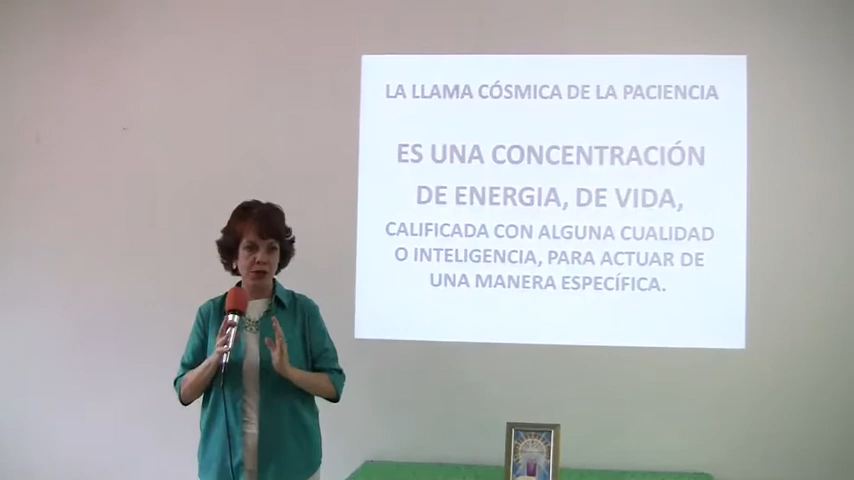 LA LLAMA CÓSMICA DE LA PACIENCIA
ES UNA CONCENTRACIÓN
DE ENERGIA, DE VIDA,
CALIFICADA CON ALGUNA CUALIDAD
O INTELIGENCIA, PARA ACTUAR DE
UNA MANERA ESPECÍFICA.